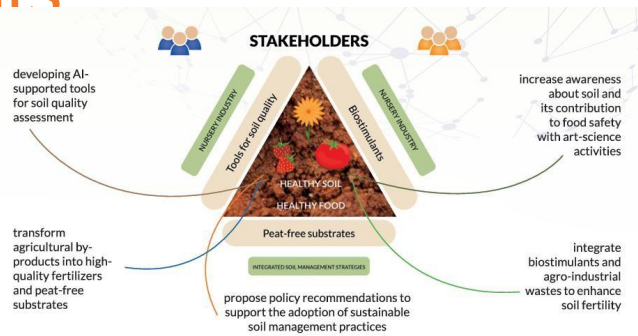 STAKEHOLDERS
developing AI-
supported tools
for soil quality
assessment
increase awareness
about soil and
its contribution
to food safety
with art-science
activities
NURSERY INDUSTRY
Tools for soil quality
Biostimulants
NURSERY INDUSTRY
HEALTHY SOIL
HEALTHY FOOD
Peat-free substrates
INTEGRATED SOIL MANAGEMENT STRATEGIES
transform
agricultural by-
products into high-
quality fertilizers
and peat-free
substrates
propose policy recommendations to
support the adoption of sustainable
soil management practices
integrate
biostimulants and
agro-industrial
wastes to enhance
soil fertility